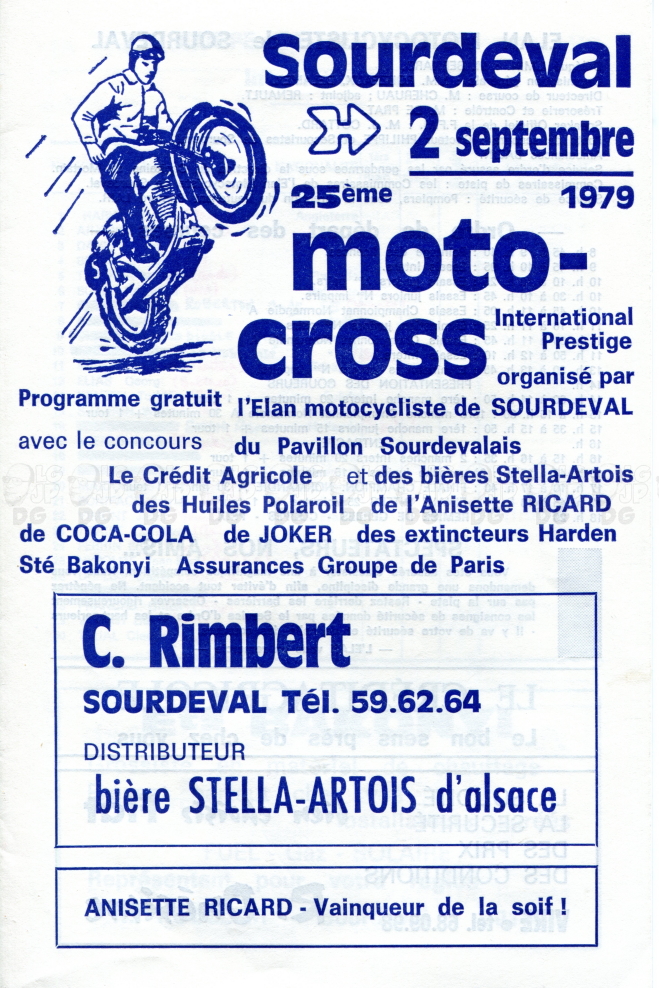 Sourdeval
2 septembre
25ème 1979
moto-
cross
International
Prestige
organisé par
Programme gratuit
l'Elan motocycliste de SOURDEVAL
avec le concours du Pavillon Sourdevalais
Le Crédit Agricole et des bières Stella-Artois
des Huiles Polaroil de l'Anisette RICARD
de COCA-COLA de JOKER des extincteurs Harden
Sté Bakonyi Assurances Groupe de Paris
C. Rimbert
SOURDEVAL Tél. 59.62.64
DISTRIBUTEUR
bière STELLA-ARTOIS d'alsace
ANISETTE RICARD - Vainqueur de la soif !